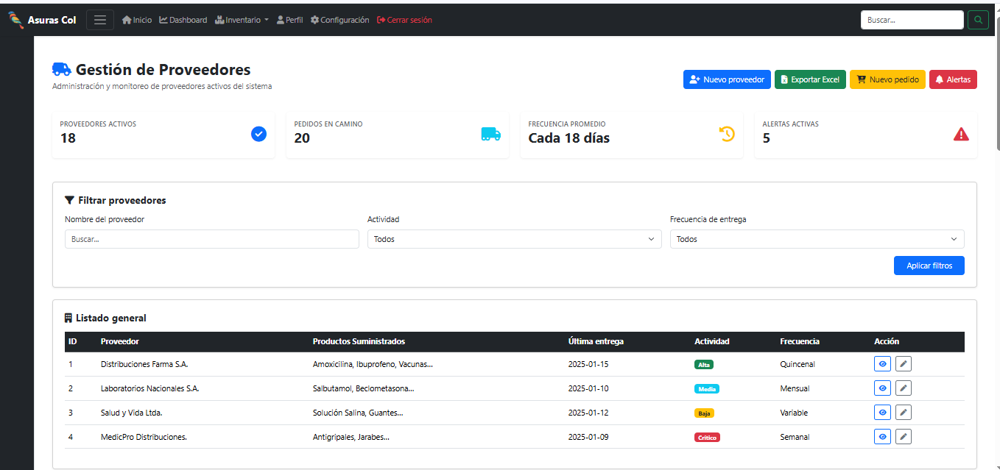 Asuras Col Inicio Dashboard Inventario Perfil Configuración Cerrar sesión Buscar...
Gestión de Proveedores
Administración y monitoreo de proveedores activos del sistema
Nuevo proveedor Exportar Excel Nuevo pedido Alertas
PROVEEDORES ACTIVOS
18
PEDIDOS EN CAMINO
20
FRECUENCIA PROMEDIO
Cada 18 días
ALERTAS ACTIVAS
5
Filtrar proveedores
Nombre del proveedor Actividad Frecuencia de entrega
Buscar... Todos Todos
Aplicar filtros
Listado general
ID Proveedor Productos Suministrados Última entrega Actividad Frecuencia Acción
1 Distribuciones Farma S.A. Amoxicilina, Ibuprofeno, Vacunas... 2025-01-15 Alta Quincenal
2 Laboratorios Nacionales S.A. Salbutamol, Beclometasona... 2025-01-10 Media Mensual
3 Salud y Vida Ltda. Solución Salina, Guantes... 2025-01-12 Baja Variable
4 MedicPro Distribuciones. Antigripales, Jarabes... 2025-01-09 Crítico Semanal